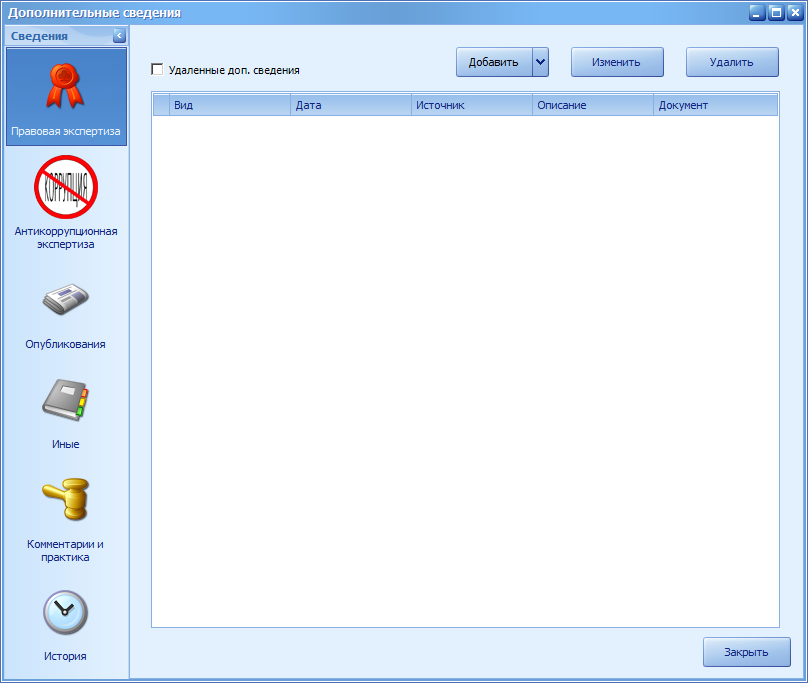 Дополнительные сведения
Сведения
Правовая экспертиза
КОРРУПЦИЯ
Антикоррупционная
экспертиза
Опубликования
Иные
Комментарии и
практика
История
Удаленные доп. сведения
Добавить
Изменить
Удалить
Вид Дата Источник Описание Документ
Закрыть